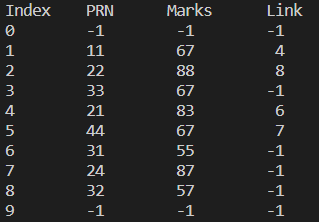 Index PRN Marks Link
0 -1 -1 -1
1 11 67 4
2 22 88 8
3 33 67 -1
4 21 83 6
5 44 67 7
6 31 55 -1
7 24 87 -1
8 32 57 -1
9 -1 -1 -1